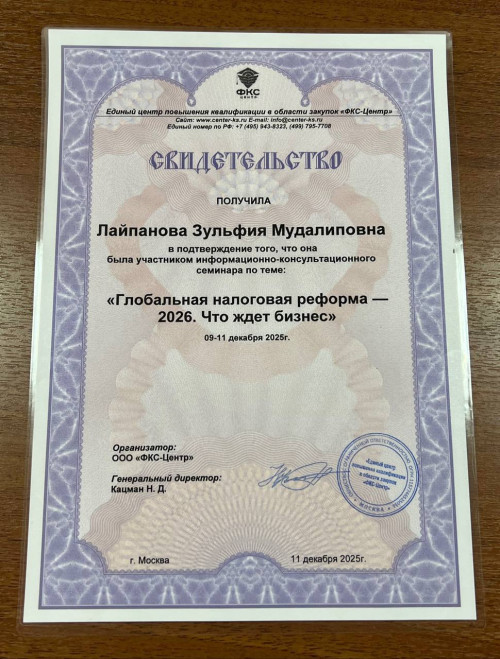 ФКС
ЦЕНТР
Единый центр повышения квалификации в области закупок «ФКС-Центр»
Сайт: www.center-ks.ru E-mail: info@center-ks.ru
Единый номер по РФ: +7 (495) 943-8323, (499) 795-7708
СВИДЕТЕЛЬСТВО
ПОЛУЧИЛА
Лайпанова Зульфия Мудалиповна
в подтверждение того, что она
была участником информационно-консультационного
семинара по теме:
«Глобальная налоговая реформа —
2026. Что ждет бизнес»
09-11 декабря 2025г.
Организатор:
ООО «ФКС-Центр»
Генеральный директор:
Кацман Н. Д.
г. Москва
11 декабря 2025г.